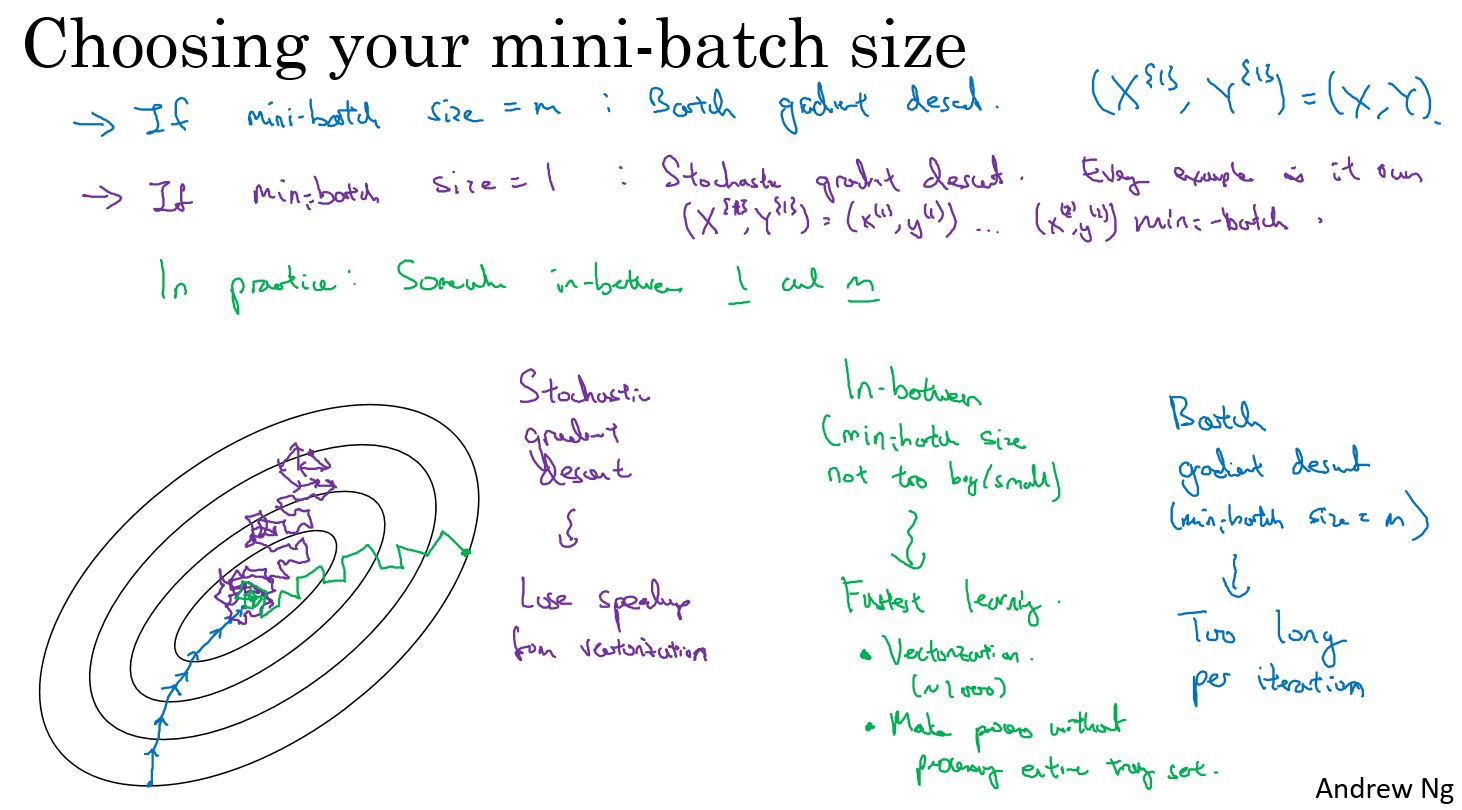 Choosing your mini-batch size
→ If mini-batch size = m : Batch gradient descent. (X^{1}, Y^{1}) = (X, Y).
→ If mini-batch size = 1 : Stochastic gradient descent. Every example is it own
(X^{1}, Y^{1}) = (x^(1), y^(1)) ... (x^(2), y^(2)) mini-batch.
In practice: Somewhere in-between 1 and m
Stochastic
gradient
descent
Lose speedup
from vectorization
In-between
(mini-batch size
not too big/small)
Fastest learning.
• Vectorization.
(~1000)
• Make progress without
processing entire training set.
Batch
gradient descent
(mini-batch size = m)
Too long
per iteration
Andrew Ng